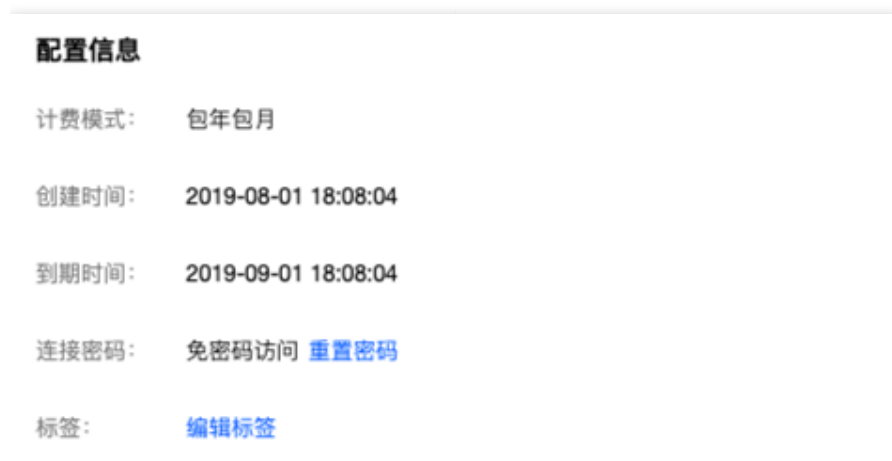 配置信息
计费模式： 包年包月
创建时间： 2019-08-01 18:08:04
到期时间： 2019-09-01 18:08:04
连接密码： 免密码访问 重置密码
标签： 编辑标签